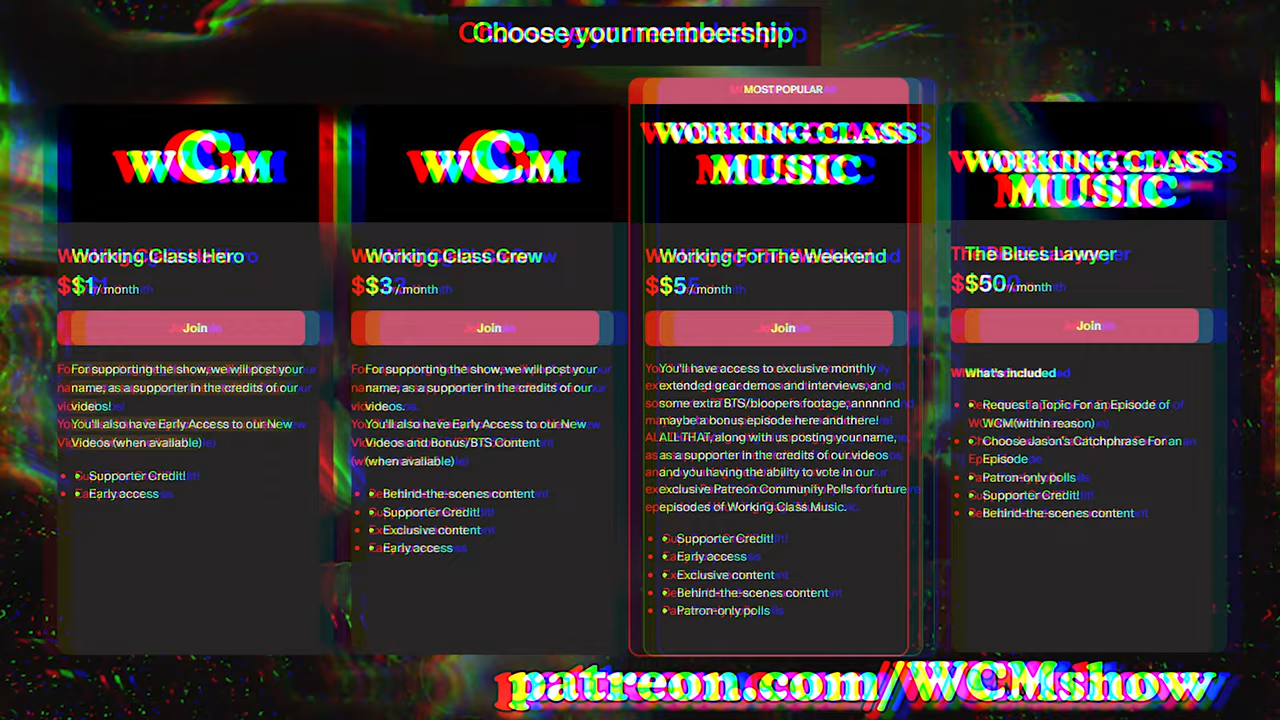 Choose your membership
MOST POPULAR
WCM
WCM
WORKING CLASS
MUSIC
WORKING CLASS
MUSIC
Working Class Hero
$1 / month
Join
For supporting the show, we will post your
name, as a supporter in the credits of our
videos!
You'll also have Early Access to our New
Videos (when available)
• Supporter Credit!
• Early access
Working Class Crew
$3 / month
Join
For supporting the show, we will post your
name, as a supporter in the credits of our
videos.
You'll also have Early Access to our New
Videos and Bonus/BTS Content
(when available)
• Behind-the-scenes content
• Supporter Credit!
• Exclusive content
• Early access
Working For The Weekend
$5 / month
Join
You'll have access to exclusive monthly
extended gear demos and interviews, and
some extra BTS/bloopers footage, annnnd
maybe a bonus episode here and there!
ALL THAT, along with us posting your name,
as a supporter in the credits of our videos
and you having the ability to vote in our
exclusive Patreon Community Polls for future
episodes of Working Class Music.
• Supporter Credit!
• Early access
• Exclusive content
• Behind-the-scenes content
• Patron-only polls
The Blues Lawyer
$50 / month
Join
What's included
• Request a Topic For an Episode of
WCM (within reason)
• Choose Jason's Catchphrase For an
Episode
• Patron-only polls
• Supporter Credit!
• Behind-the-scenes content
patreon.com/WCMshow